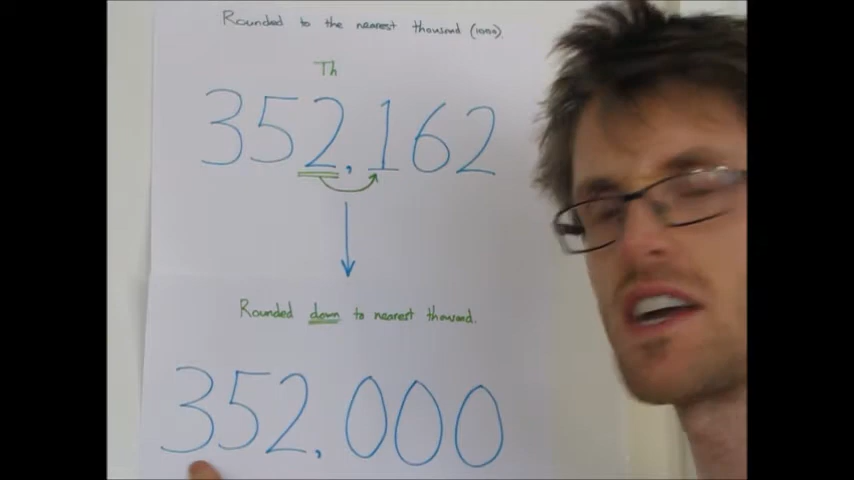 Rounded to the nearest thousand (1000).
Th
352,162
Rounded down to nearest thousand.
352,000